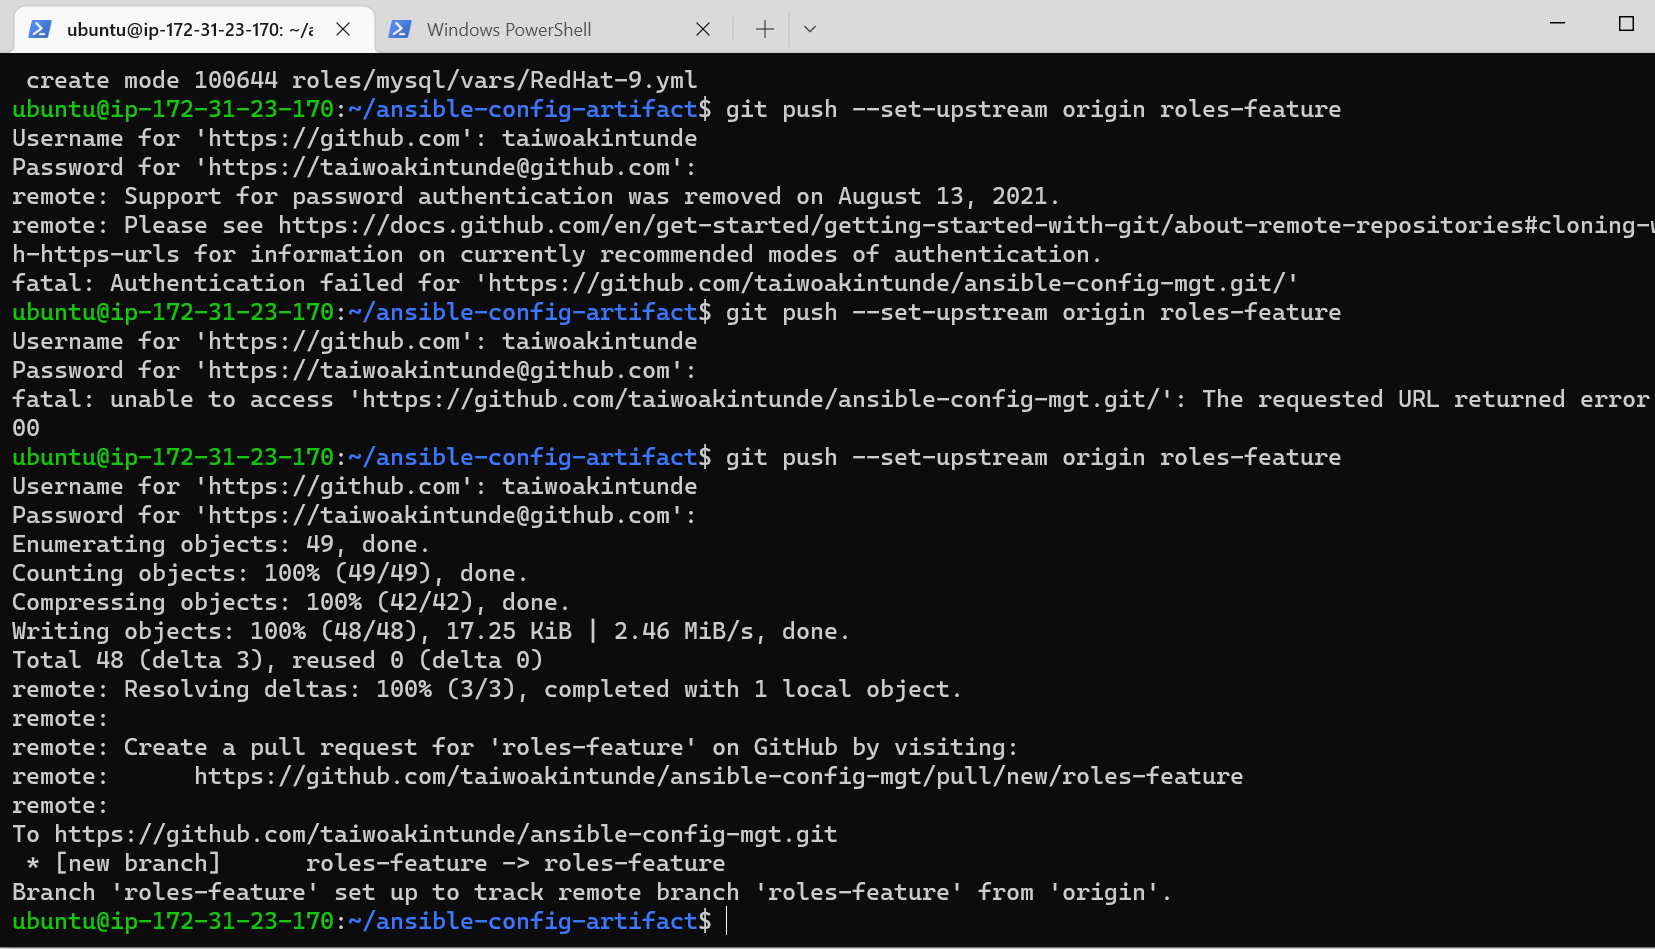 ubuntu@ip-172-31-23-170: ~/a
Windows PowerShell
create mode 100644 roles/mysql/vars/RedHat-9.yml
ubuntu@ip-172-31-23-170:~/ansible-config-artifact$ git push --set-upstream origin roles-feature
Username for 'https://github.com': taiwoakintunde
Password for 'https://taiwoakintunde@github.com':
remote: Support for password authentication was removed on August 13, 2021.
remote: Please see https://docs.github.com/en/get-started/getting-started-with-git/about-remote-repositories#cloning-w
h-https-urls for information on currently recommended modes of authentication.
fatal: Authentication failed for 'https://github.com/taiwoakintunde/ansible-config-mgt.git/'
ubuntu@ip-172-31-23-170:~/ansible-config-artifact$ git push --set-upstream origin roles-feature
Username for 'https://github.com': taiwoakintunde
Password for 'https://taiwoakintunde@github.com':
fatal: unable to access 'https://github.com/taiwoakintunde/ansible-config-mgt.git/': The requested URL returned error
00
ubuntu@ip-172-31-23-170:~/ansible-config-artifact$ git push --set-upstream origin roles-feature
Username for 'https://github.com': taiwoakintunde
Password for 'https://taiwoakintunde@github.com':
Enumerating objects: 49, done.
Counting objects: 100% (49/49), done.
Compressing objects: 100% (42/42), done.
Writing objects: 100% (48/48), 17.25 KiB | 2.46 MiB/s, done.
Total 48 (delta 3), reused 0 (delta 0)
remote: Resolving deltas: 100% (3/3), completed with 1 local object.
remote:
remote: Create a pull request for 'roles-feature' on GitHub by visiting:
remote:      https://github.com/taiwoakintunde/ansible-config-mgt/pull/new/roles-feature
remote:
To https://github.com/taiwoakintunde/ansible-config-mgt.git
 * [new branch]      roles-feature -> roles-feature
Branch 'roles-feature' set up to track remote branch 'roles-feature' from 'origin'.
ubuntu@ip-172-31-23-170:~/ansible-config-artifact$